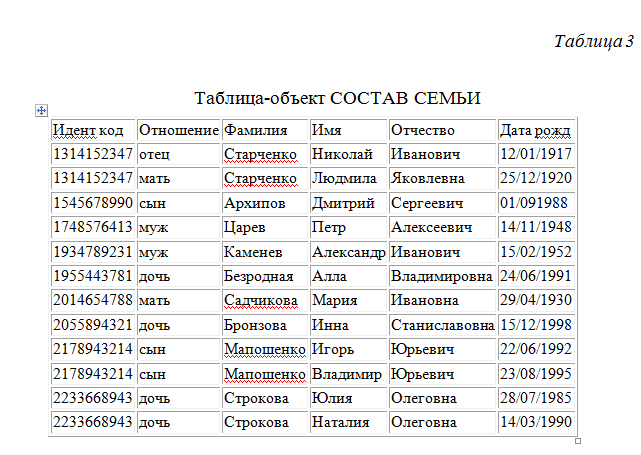 Таблица 3
Таблица-объект СОСТАВ СЕМЬИ
Идент код Отношение Фамилия Имя Отчество Дата рожд
1314152347 отец Старченко Николай Иванович 12/01/1917
1314152347 мать Старченко Людмила Яковлевна 25/12/1920
1545678990 сын Архипов Дмитрий Сергеевич 01/091988
1748576413 муж Царев Петр Алексеевич 14/11/1948
1934789231 муж Каменев Александр Иванович 15/02/1952
1955443781 дочь Безродная Алла Владимировна 24/06/1991
2014654788 мать Садчикова Мария Ивановна 29/04/1930
2055894321 дочь Бронзова Инна Станиславовна 15/12/1998
2178943214 сын Мапошенко Игорь Юрьевич 22/06/1992
2178943214 сын Мапошенко Владимир Юрьевич 23/08/1995
2233668943 дочь Строкова Юлия Олеговна 28/07/1985
2233668943 дочь Строкова Наталия Олеговна 14/03/1990